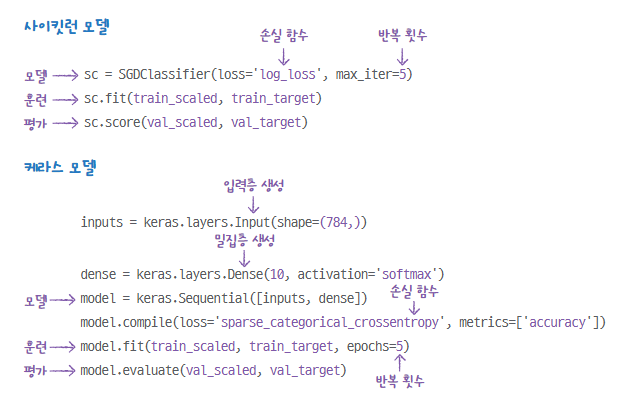 사이킷런 모델
손실 함수 반복 횟수
모델 sc = SGDClassifier(loss='log_loss', max_iter=5)
훈련 sc.fit(train_scaled, train_target)
평가 sc.score(val_scaled, val_target)
케라스 모델
입력층 생성
inputs = keras.layers.Input(shape=(784,))
밀집층 생성
dense = keras.layers.Dense(10, activation='softmax')
모델 model = keras.Sequential([inputs, dense])
손실 함수
model.compile(loss='sparse_categorical_crossentropy', metrics=['accuracy'])
훈련 model.fit(train_scaled, train_target, epochs=5)
평가 model.evaluate(val_scaled, val_target)
반복 횟수